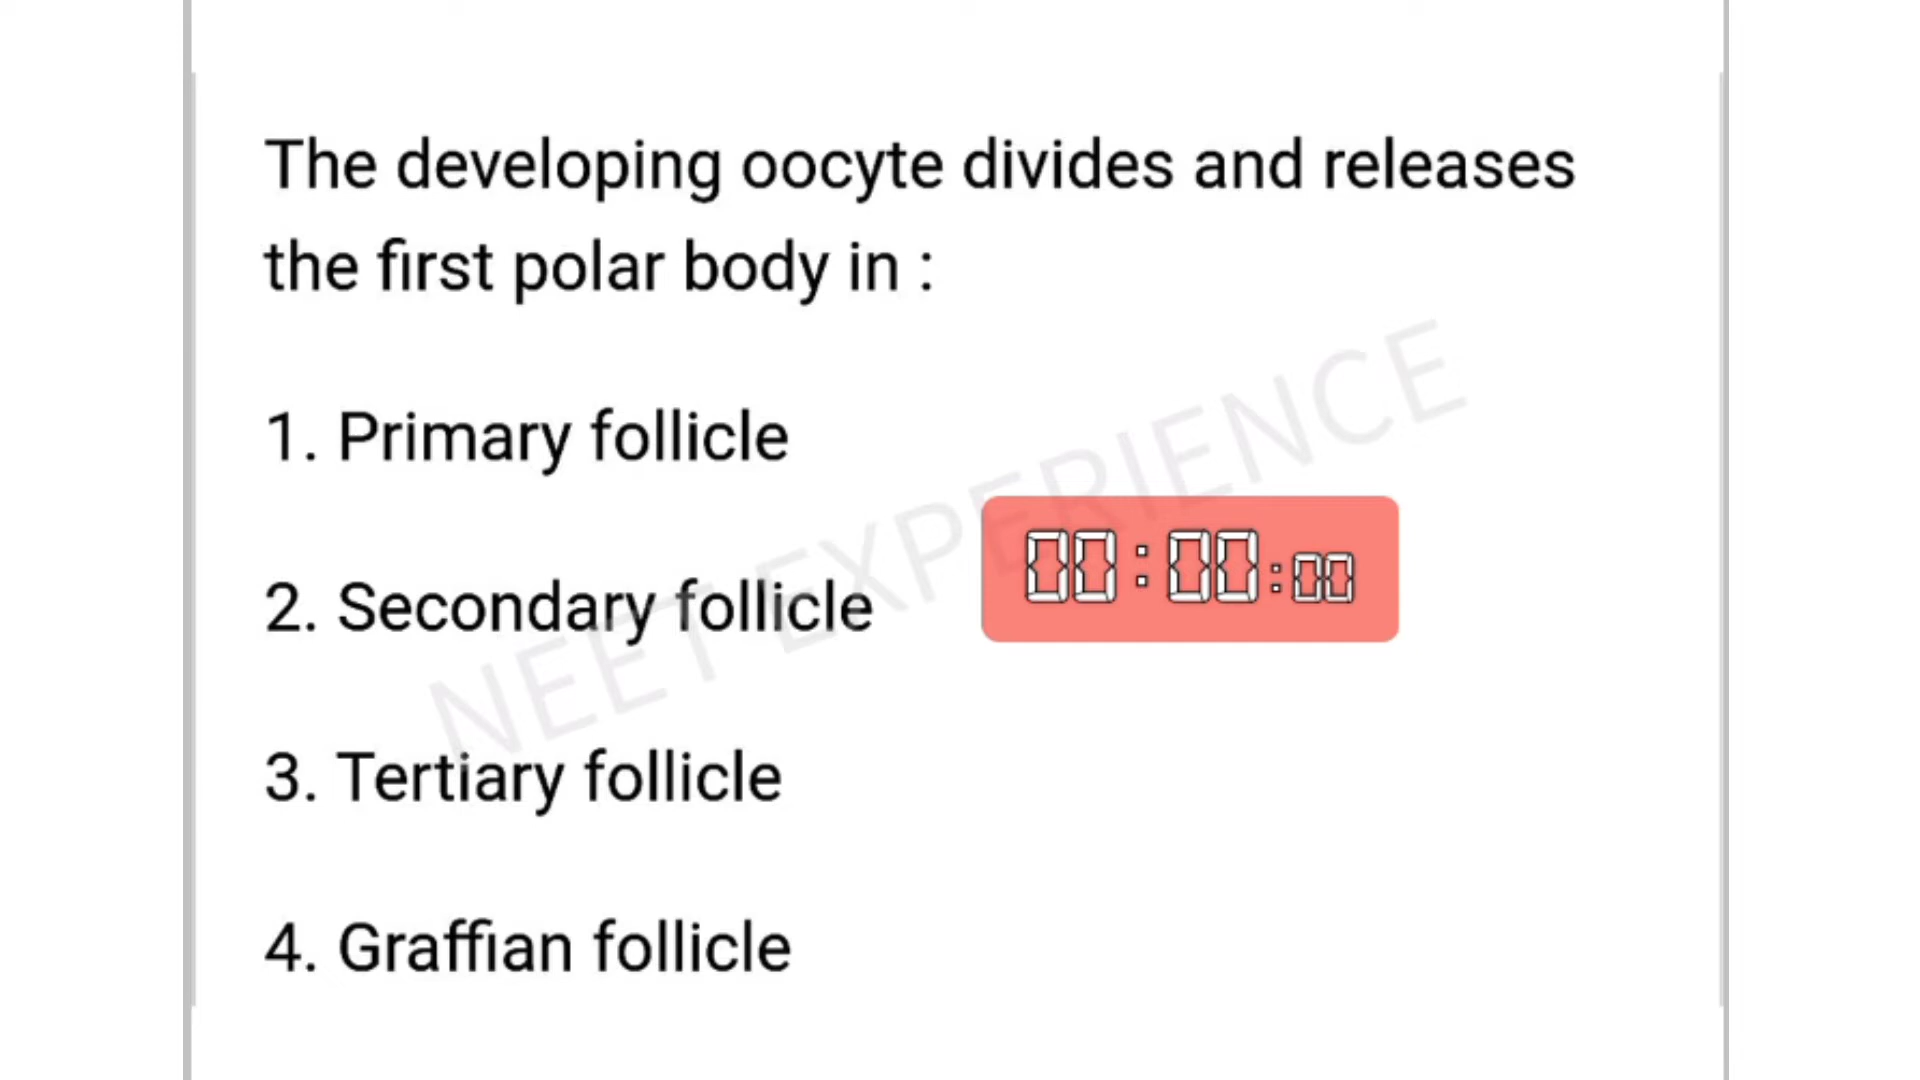 The developing oocyte divides and releases
the first polar body in :
1. Primary follicle
2. Secondary follicle
3. Tertiary follicle
4. Graffian follicle
00:00:00
NEET EXPERIENCE